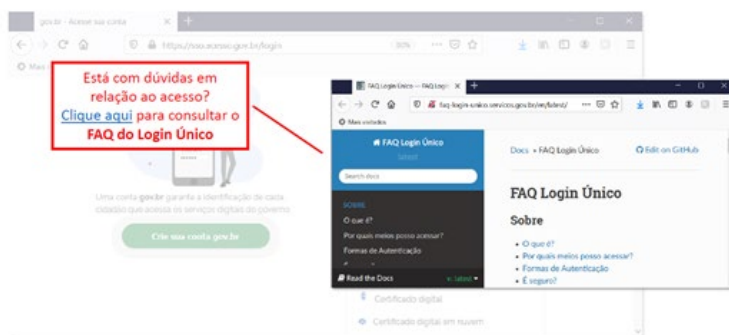 gov.br - Acesse sua conta
https://sso.acesso.gov.br/login
90%
Está com dúvidas em
relação ao acesso?
Clique aqui para consultar o
FAQ do Login Único
Uma conta gov.br garante a identificação de cada
cidadão que acessa os serviços digitais do governo
Crie sua conta gov.br
Certificado digital
Certificado digital em nuvem
FAQ Login Único — FAQ Login
faq-login-unico.servicos.gov.br/en/latest/
Mais visitados
FAQ Login Único
latest
Search docs
SOBRE
O que é?
Por quais meios posso acessar?
Formas de Autenticação
Read the Docs
v: latest
Docs » FAQ Login Único
Edit on GitHub
FAQ Login Único
Sobre
• O que é?
• Por quais meios posso acessar?
• Formas de Autenticação
• É seguro?